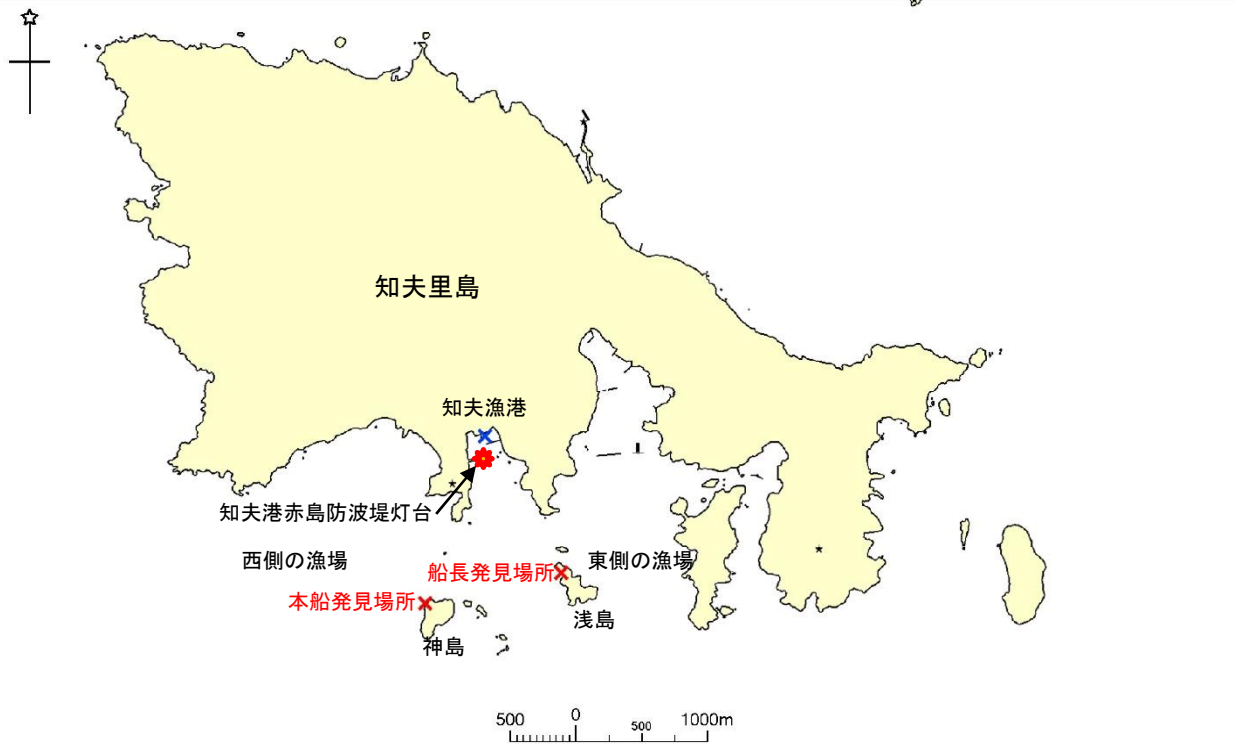 知夫里島
知夫漁港
知夫港赤島防波堤灯台
西側の漁場
船長発見場所
東側の漁場
本船発見場所
浅島
神島
500 0 500 1000m